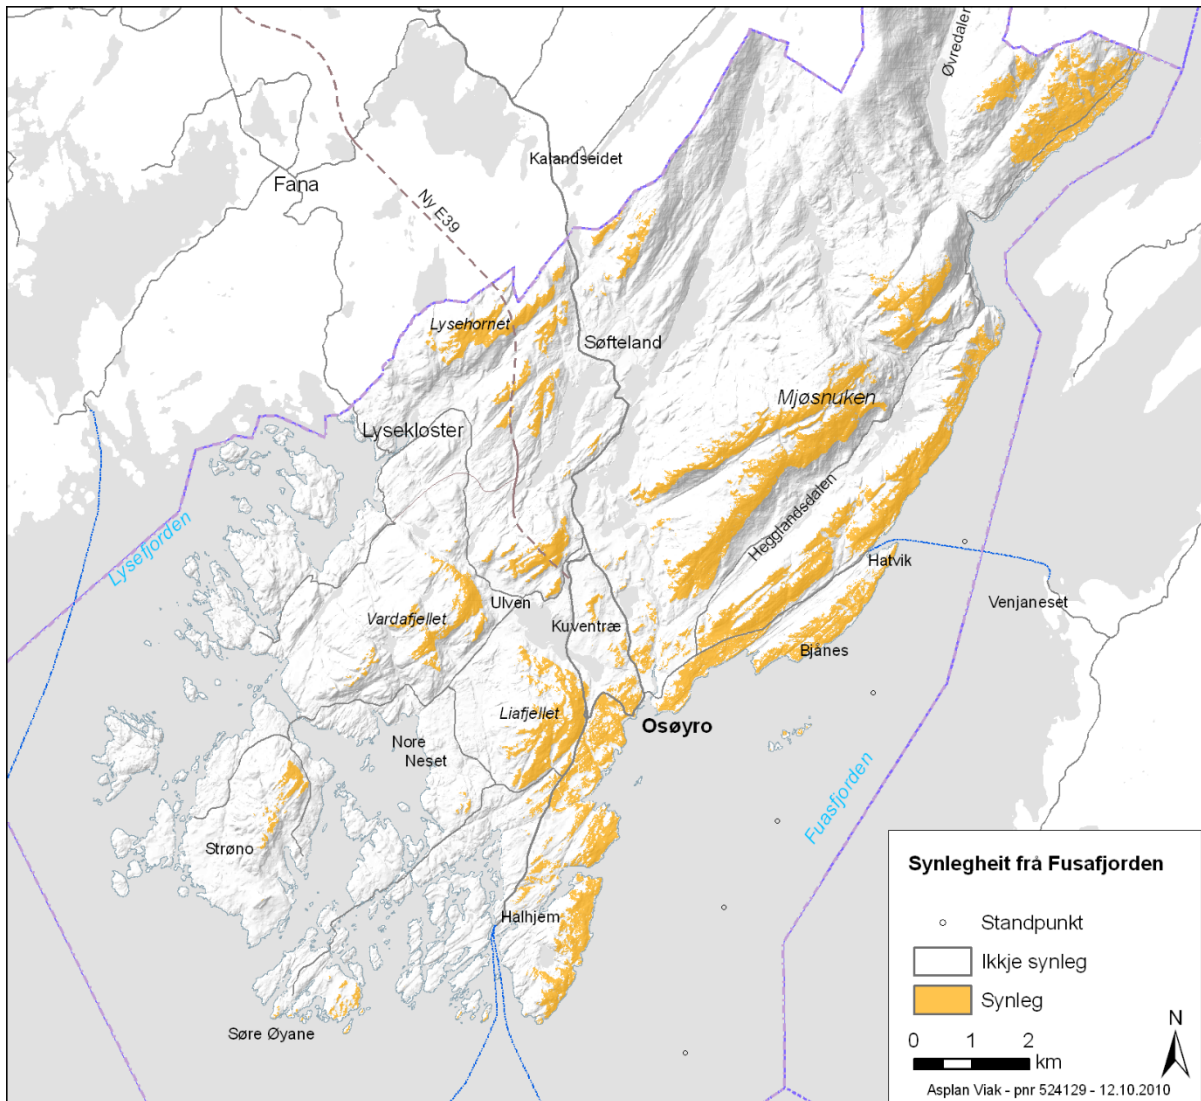 Øvredalen
Kalandseidet
Fana
Ny E39
Lysehornet
Søfteland
Mjøsnuken
Lysekloster
Hegglandsdalen
Lysefjorden
Hatvik
Ulven
Venjaneset
Vardafjellet
Kuventræ
Bjånes
Liafjellet
Osøyro
Nore
Neset
Fuasfjorden
Strøno
Halhjem
Søre Øyane
Synlegheit frå Fusafjorden
Standpunkt
Ikkje synleg
Synleg
N
0 1 2
km
Asplan Viak - pnr 524129 - 12.10.2010